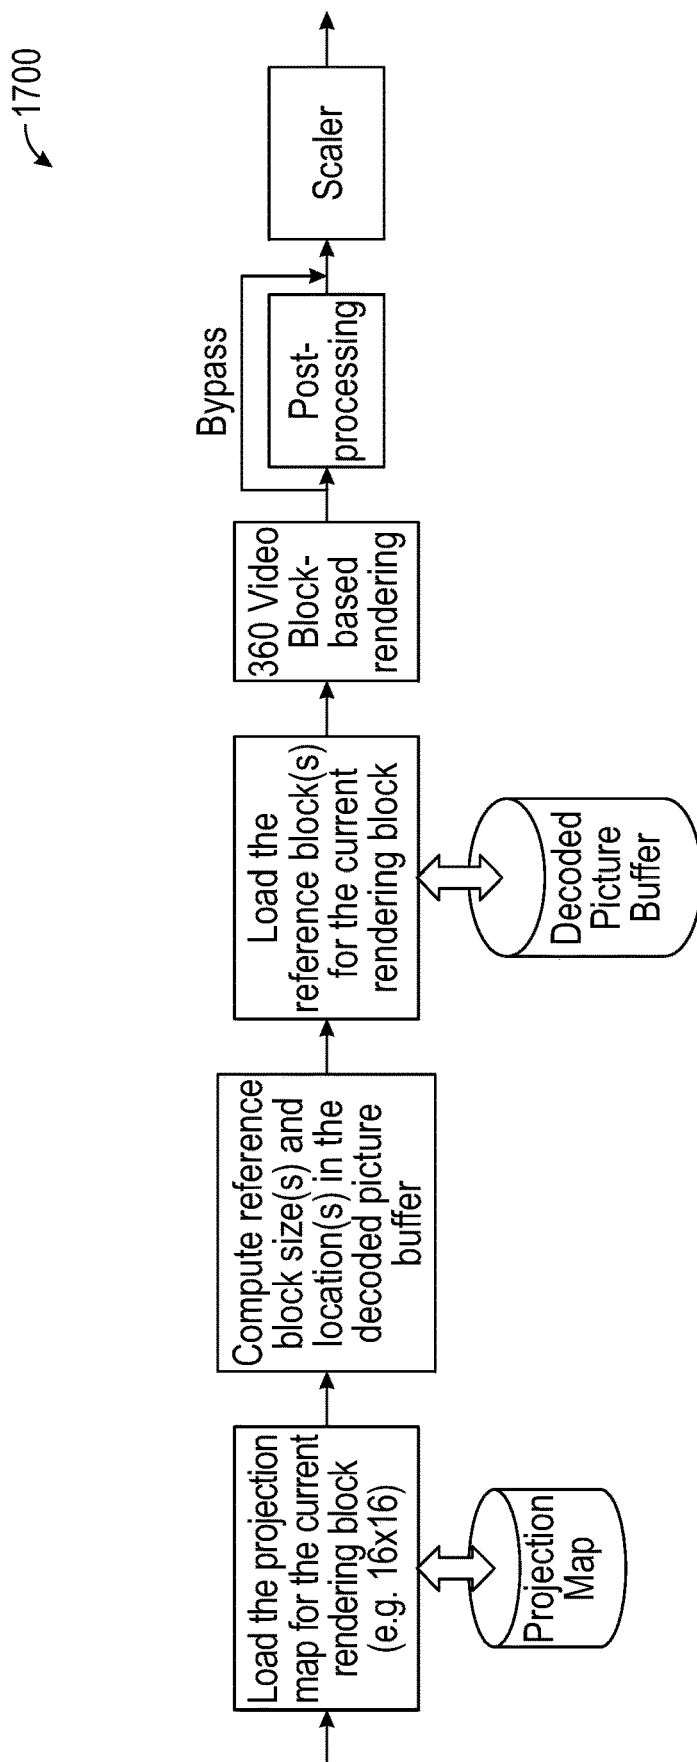 1700
Load the projection
map for the current
rendering block
(e.g. 16x16)
Projection
Map
Compute reference
block size(s) and
location(s) in the
decoded picture
buffer
Load the
reference block(s)
for the current
rendering block
Decoded
Picture
Buffer
360 Video
Block-
based
rendering
Bypass
Post-
processing
Scaler